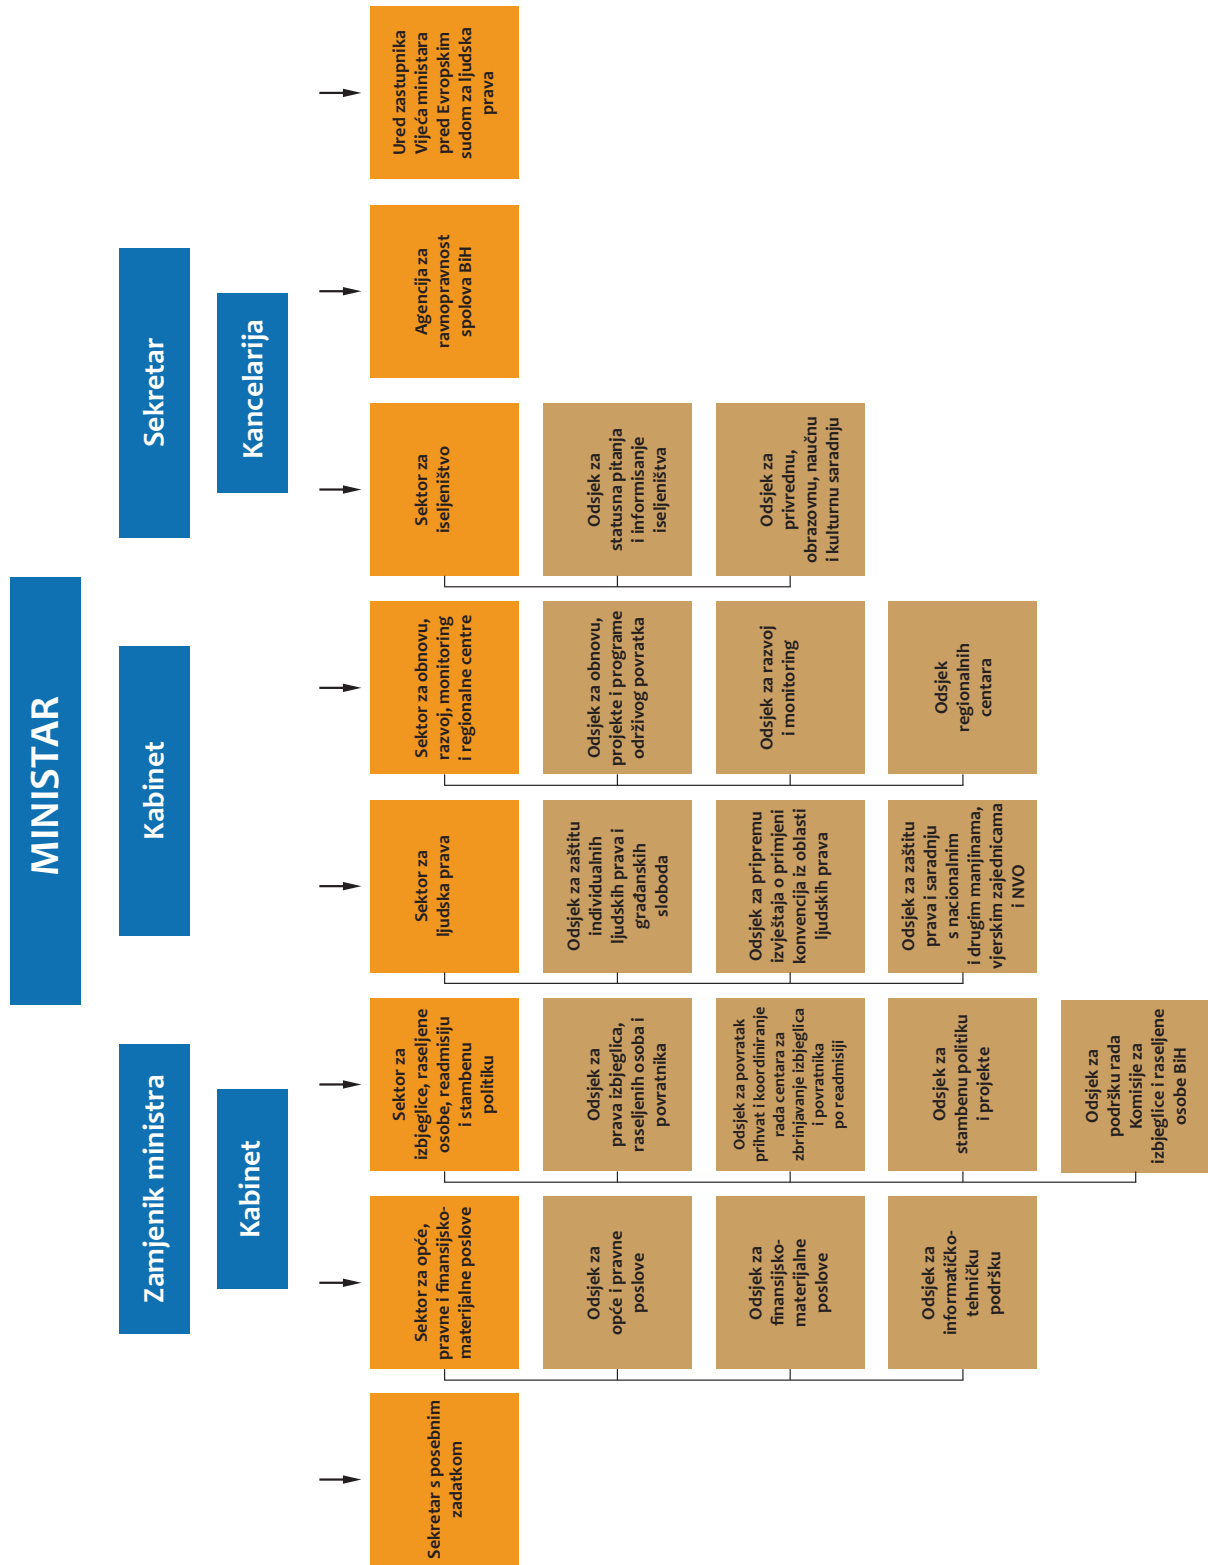 MINISTAR
Zamjenik ministra
Kabinet
Sekretar
Kabinet
Kancelarija
Sekretar s posebnim
zadatkom
Sektor za opće,
pravne i finansijsko-
materijalne poslove
Sektor za
izbjeglice, raseljene
osobe, readmisiju
i stambenu
politiku
Sektor za
ljudska prava
Sektor za obnovu,
razvoj, monitoring
i regionalne centre
Sektor za
iseljeništvo
Agencija za
ravnopravnost
spolova BiH
Ured zastupnika
Vijeća ministara
pred Evropskim
sudom za ljudska
prava
Odsjek za
opće i pravne
poslove
Odsjek za
prava izbjeglica,
raseljenih osoba i
povratnika
Odsjek za zaštitu
individualnih
ljudskih prava i
građanskih
sloboda
Odsjek za obnovu,
projekte i programe
održivog povratka
Odsjek za
statusna pitanja
i informisanje
iseljeništva
Odsjek za
finansijsko-
materijalne
poslove
Odsjek za povratak
prihvat i koordiniranje
rada centara za
zbrinjavanje izbjeglica
i povratnika
po readmisiji
Odsjek za pripremu
izvještaja o primjeni
konvencija iz oblasti
ljudskih prava
Odsjek za razvoj
i monitoring
Odsjek za
privrednu,
obrazovnu, naučnu
i kulturnu saradnju
Odsjek za
informatičko-
tehničku
podršku
Odsjek za
stambenu politiku
i projekte
Odsjek za zaštitu
prava i saradnju
s nacionalnim
i drugim manjinama,
vjerskim zajednicama
i NVO
Odsjek
regionalnih
centara
Odsjek za
podršku rada
Komisije za
izbjeglice i raseljene
osobe BiH